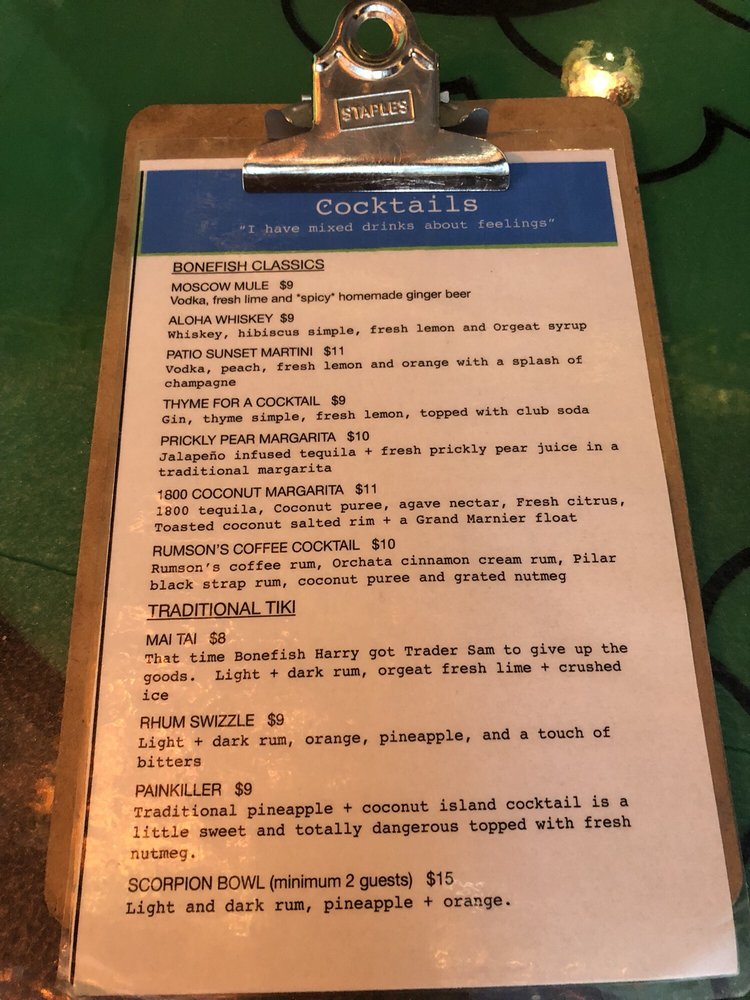 STAPLES
Cocktails
"I have mixed drinks about feelings"
BONEFISH CLASSICS
MOSCOW MULE $9
Vodka, fresh lime and *spicy* homemade ginger beer
ALOHA WHISKEY $9
Whiskey, hibiscus simple, fresh lemon and Orgeat syrup
PATIO SUNSET MARTINI $11
Vodka, peach, fresh lemon and orange with a splash of
champagne
THYME FOR A COCKTAIL $9
Gin, thyme simple, fresh lemon, topped with club soda
PRICKLY PEAR MARGARITA $10
Jalapeño infused tequila + fresh prickly pear juice in a
traditional margarita
1800 COCONUT MARGARITA $11
1800 tequila, Coconut puree, agave nectar, Fresh citrus,
Toasted coconut salted rim + a Grand Marnier float
RUMSON'S COFFEE COCKTAIL $10
Rumson's coffee rum, Orchata cinnamon cream rum, Pilar
black strap rum, coconut puree and grated nutmeg
TRADITIONAL TIKI
MAI TAI $8
That time Bonefish Harry got Trader Sam to give up the
goods. Light + dark rum, orgeat fresh lime + crushed
ice
RHUM SWIZZLE $9
Light + dark rum, orange, pineapple, and a touch of
bitters
PAINKILLER $9
Traditional pineapple + coconut island cocktail is a
little sweet and totally dangerous topped with fresh
nutmeg.
SCORPION BOWL (minimum 2 guests) $15
Light and dark rum, pineapple + orange.